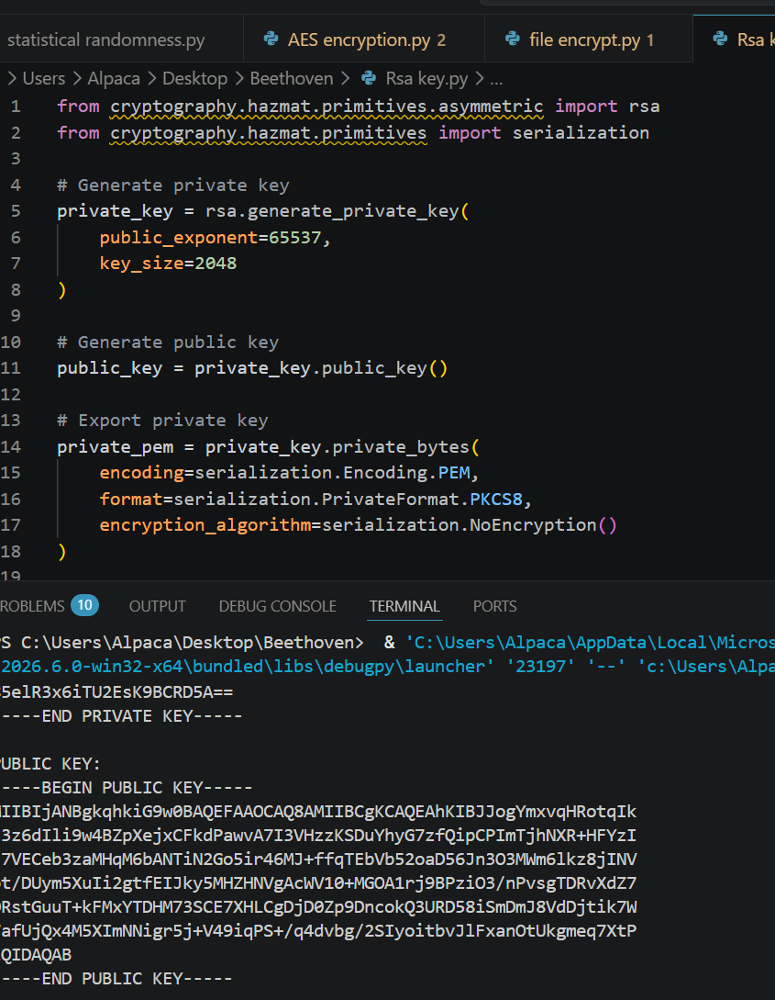 statistical randomness.py AES encryption.py 2 file encrypt.py 1 Rsa k
Users > Alpaca > Desktop > Beethoven > Rsa key.py > ...
1 from cryptography.hazmat.primitives.asymmetric import rsa
2 from cryptography.hazmat.primitives import serialization
3
4 # Generate private key
5 private_key = rsa.generate_private_key(
6 public_exponent=65537,
7 key_size=2048
8 )
9
10 # Generate public key
11 public_key = private_key.public_key()
12
13 # Export private key
14 private_pem = private_key.private_bytes(
15 encoding=serialization.Encoding.PEM,
16 format=serialization.PrivateFormat.PKCS8,
17 encryption_algorithm=serialization.NoEncryption()
18 )
19
ROBLEMS 10 OUTPUT DEBUG CONSOLE TERMINAL PORTS
PS C:\Users\Alpaca\Desktop\Beethoven> & 'C:\Users\Alpaca\AppData\Local\Micros
2026.6.0-win32-x64\bundled\libs\debugpy\launcher' '23197' '--' 'c:\Users\Alpa
S5elR3x6iTU2EsK9BCRD5A==
----END PRIVATE KEY-----
PUBLIC KEY:
----BEGIN PUBLIC KEY-----
MIIBIjANBgkqhkiG9w0BAQEFAAOCAQ8AMIIBCgKCAQEAhKIBJJogYmxvqHRotqIk
3z6dIli9w4BZpXejxCFkdPawvA7I3VHzzKSDuYhyG7zfQipCPImTjhNXR+HFYzI
7VECeb3zaMHqM6bANTiN2Go5ir46MJ+ffqTEbVb52oaD56Jn3O3MWm6lkz8jINV
t/DUym5XuIi2gtfEIJky5MHZHNVgAcWV10+MGOA1rj9BPziO3/nPvsgTDRvXdZ7
RstGuuT+kFMxYTDHM73SCE7XHLCgDjD0Zp9DncokQ3URD58iSmDmJ8VdDjtik7W
afUjQx4M5XImNNigr5j+V49iqPS+/q4dvbg/2SIyoitbvJlFxanOtUkgmeq7XtP
QIDAQAB
----END PUBLIC KEY-----